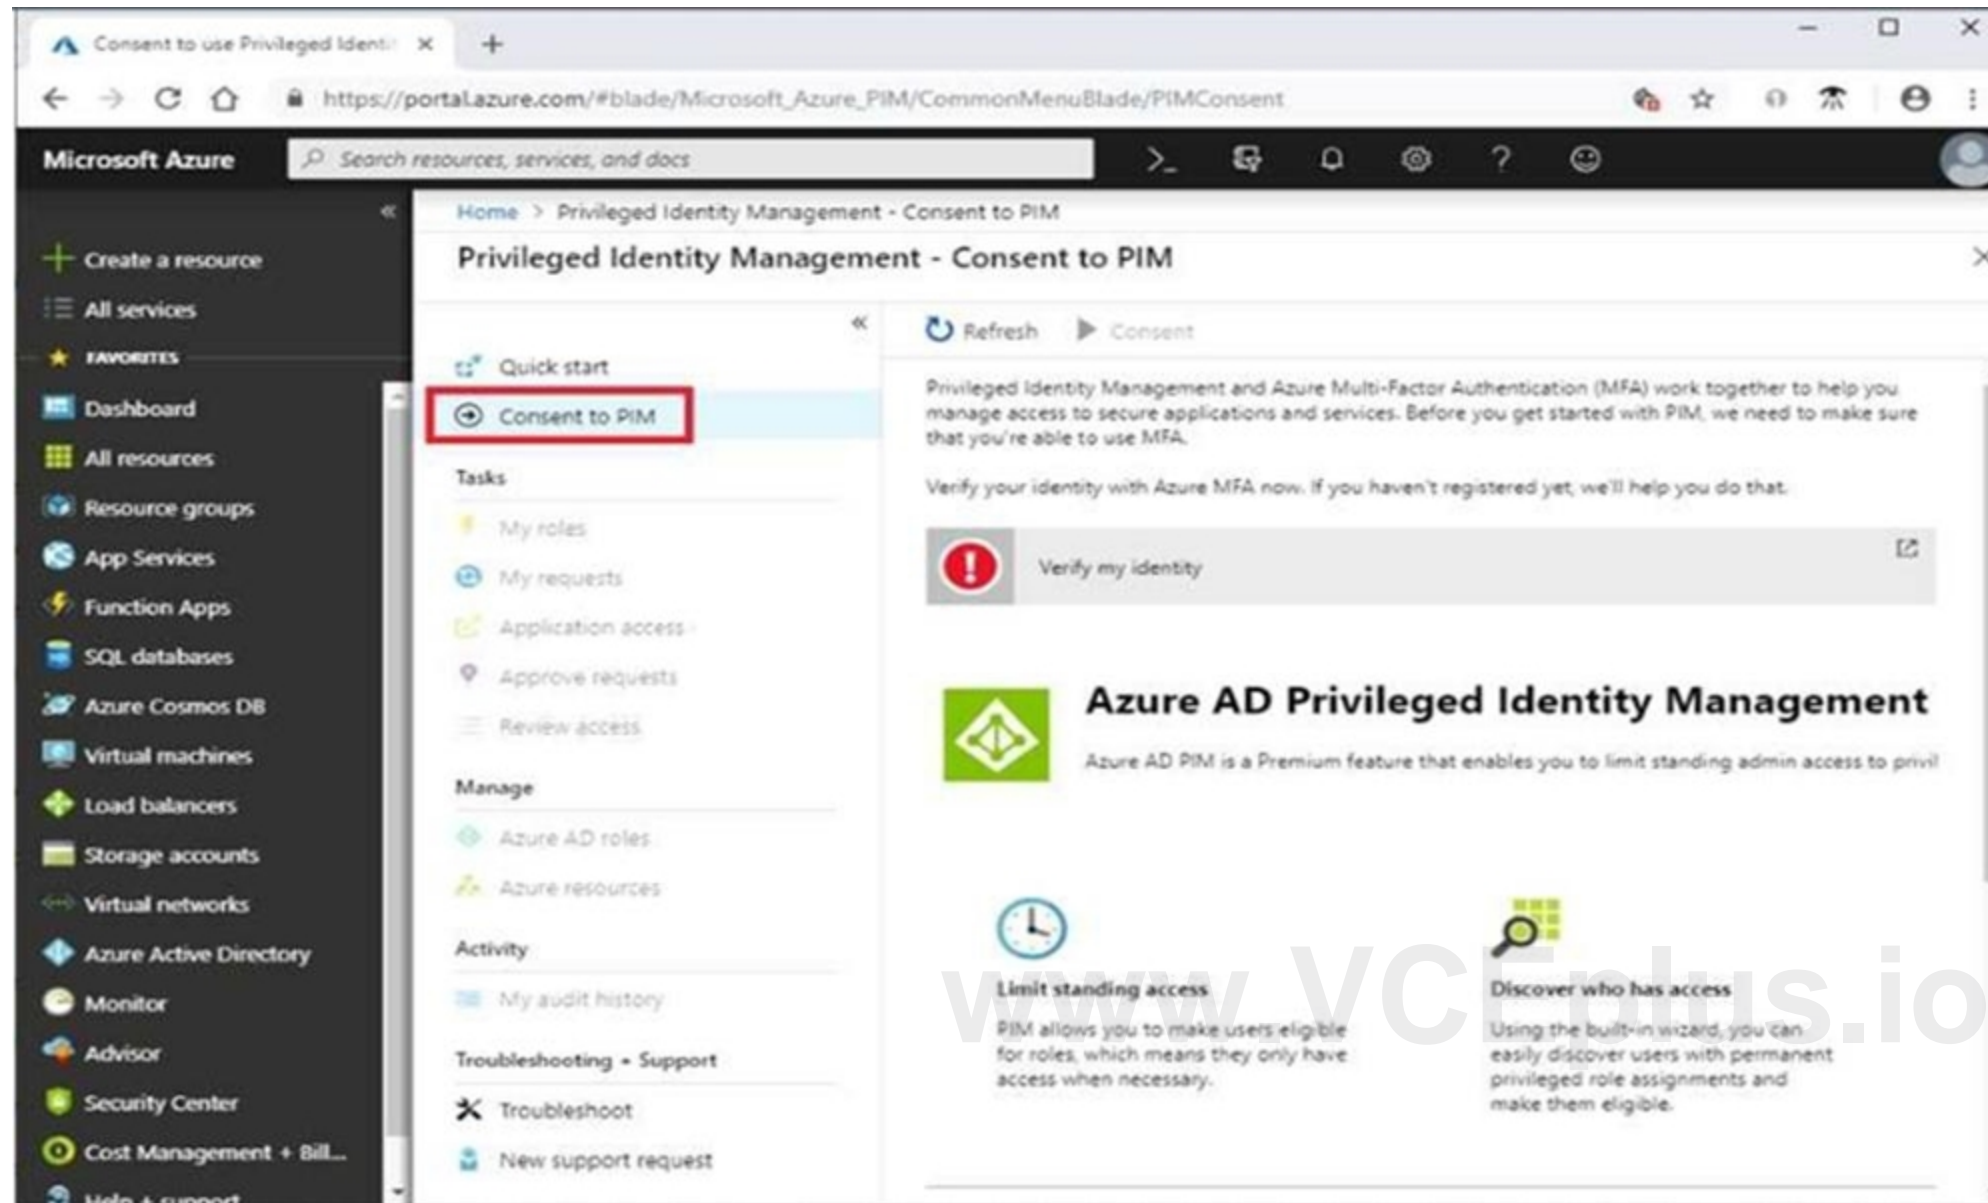 Consent to use Privileged Identi
https://portal.azure.com/#blade/Microsoft_Azure_PIM/CommonMenuBlade/PIMConsent
Microsoft Azure
Search resources, services, and docs
Create a resource
All services
FAVORITES
Dashboard
All resources
Resource groups
App Services
Function Apps
SQL databases
Azure Cosmos DB
Virtual machines
Load balancers
Storage accounts
Virtual networks
Azure Active Directory
Monitor
Advisor
Security Center
Cost Management + Bill...
Help + support
Home > Privileged Identity Management - Consent to PIM
Privileged Identity Management - Consent to PIM
Quick start
Consent to PIM
Tasks
My roles
My requests
Application access
Approve requests
Review access
Manage
Azure AD roles
Azure resources
Activity
My audit history
Troubleshooting + Support
Troubleshoot
New support request
Refresh
Consent
Privileged Identity Management and Azure Multi-Factor Authentication (MFA) work together to help you
manage access to secure applications and services. Before you get started with PIM, we need to make sure
that you're able to use MFA.
Verify your identity with Azure MFA now. If you haven't registered yet, we'll help you do that.
Verify my identity
Azure AD Privileged Identity Management
Azure AD PIM is a Premium feature that enables you to limit standing admin access to privil
Limit standing access
PIM allows you to make users eligible
for roles, which means they only have
access when necessary.
Discover who has access
Using the built-in wizard, you can
easily discover users with permanent
privileged role assignments and
make them eligible.
www.VCEplus.io